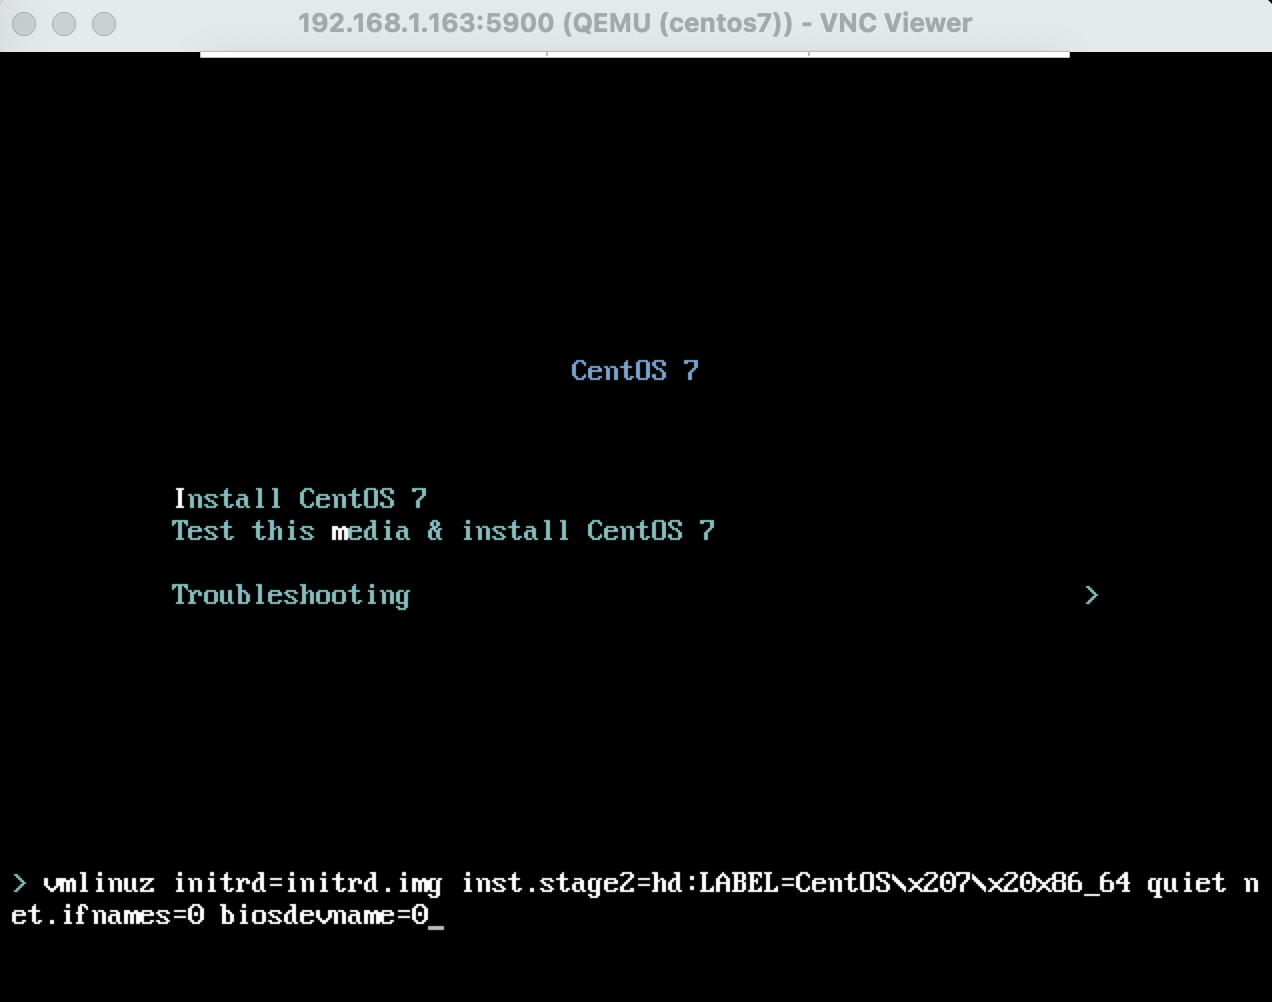 192.168.1.163:5900 (QEMU (centos7)) - VNC Viewer
CentOS 7
Install CentOS 7
Test this media & install CentOS 7
Troubleshooting >
> vmlinuz initrd=initrd.img inst.stage2=hd:LABEL=CentOS\x207\x20x86_64 quiet n
et.ifnames=0 biosdevname=0_